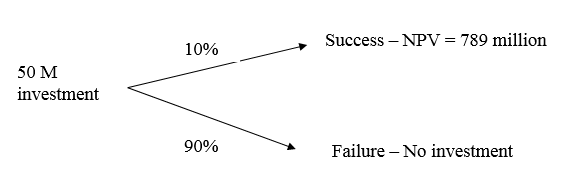 Success – NPV = 789 million
10%
50 M
investment
90%
Failure – No investment